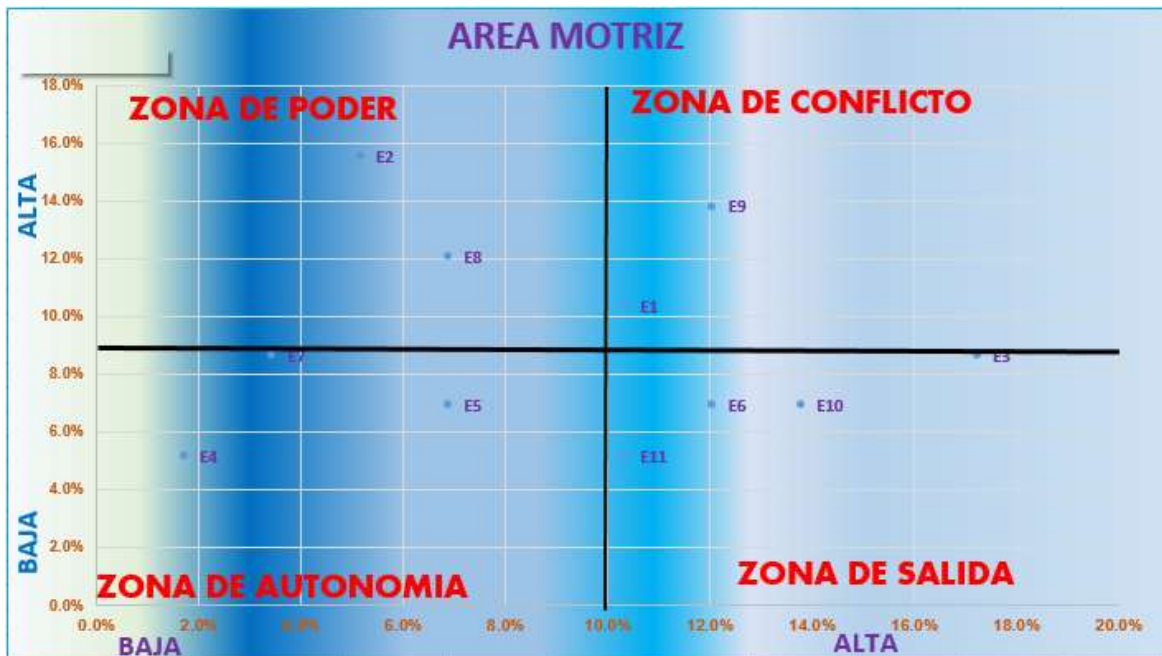 AREA MOTRIZ
18.0%
ZONA DE PODER
ZONA DE CONFLICTO
16.0%
E2
ALTA
14.0%
E9
12.0%
E8
10.0%
E1
E7
E3
8.0%
E5
E6
E10
6.0%
E4
E11
4.0%
BAJA
2.0%
ZONA DE AUTONOMIA
ZONA DE SALIDA
0.0%
0.0% 2.0% 4.0% 6.0% 8.0% 10.0% 12.0% 14.0% 16.0% 18.0% 20.0%
BAJA
ALTA